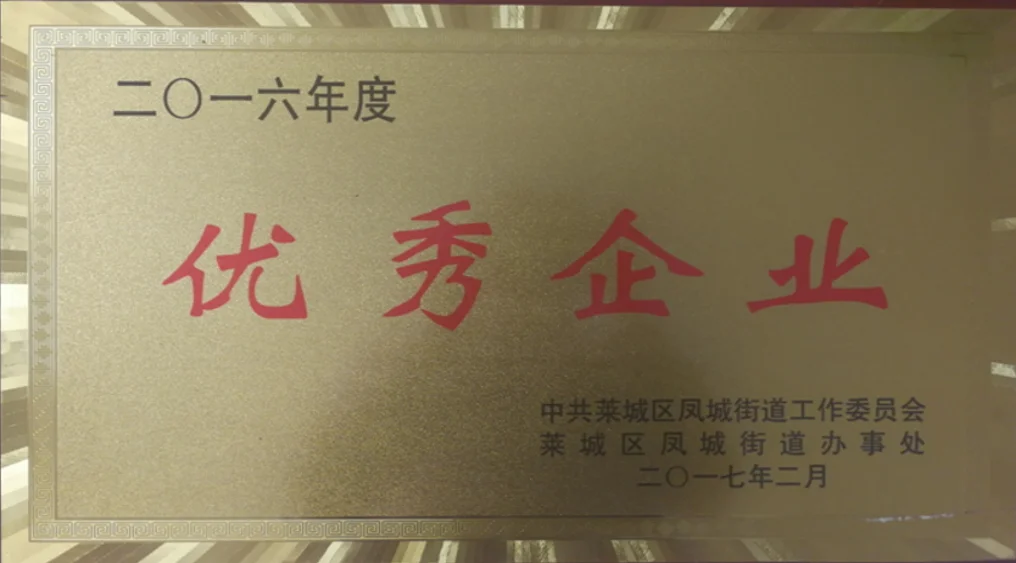 二〇一六年度
优秀企业
中共莱城区凤城街道工作委员会
莱城区凤城街道办事处
二〇一七年二月